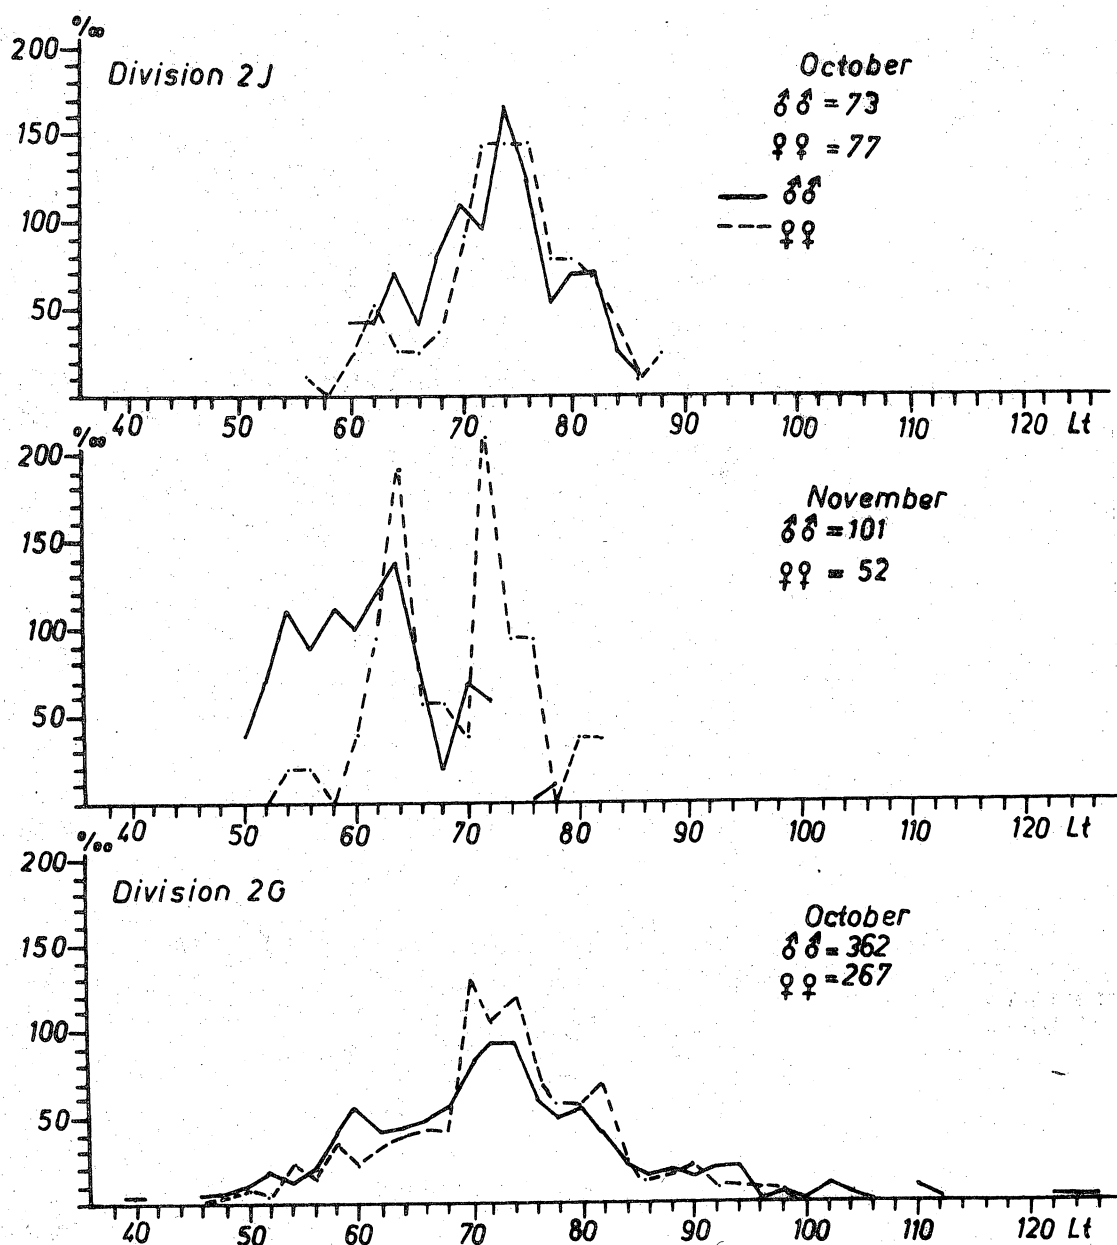 ‰
200
150
100
50
Division 2J
October
♂♂ = 73
♀♀ = 77
♂♂
♀♀
40 50 60 70 80 90 100 110 120 Lt
‰
200
150
100
50
November
♂♂ = 101
♀♀ = 52
40 50 60 70 80 90 100 110 120 Lt
‰
200
150
100
50
Division 2G
October
♂♂ = 362
♀♀ = 267
40 50 60 70 80 90 100 110 120 Lt